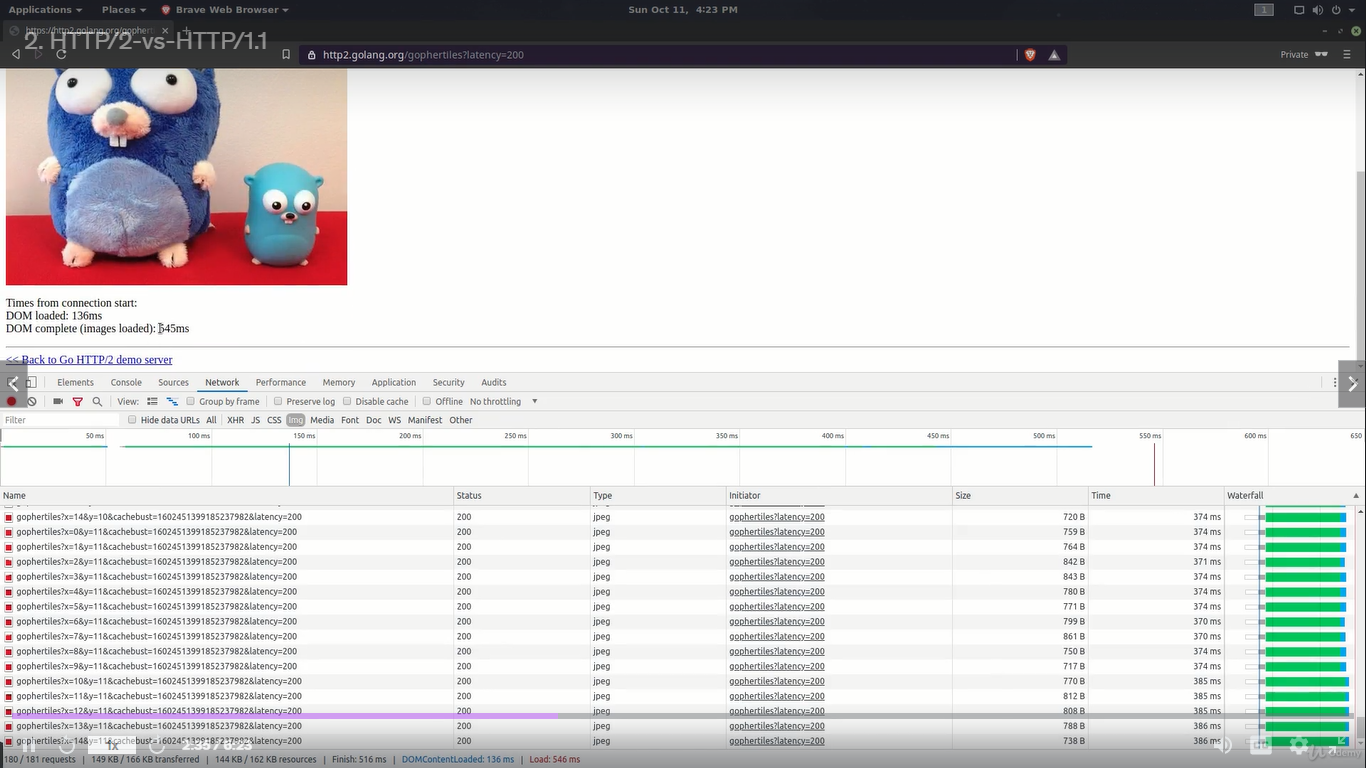 Applications Places Brave Web Browser Sun Oct 11, 4:23 PM 1
https://http2.golang.org/gopherti
2. HTTP/2-vs-HTTP/1.1
http2.golang.org/gophertiles?latency=200 Private
Times from connection start:
DOM loaded: 136ms
DOM complete (images loaded): 545ms
<< Back to Go HTTP/2 demo server
Elements Console Sources Network Performance Memory Application Security Audits
View: Group by frame Preserve log Disable cache Offline No throttling
Filter Hide data URLs All XHR JS CSS Img Media Font Doc WS Manifest Other
50 ms 100 ms 150 ms 200 ms 250 ms 300 ms 350 ms 400 ms 450 ms 500 ms 550 ms 600 ms 650
Name Status Type Initiator Size Time Waterfall
gophertiles?x=14&y=10&cachebust=1602451399185237982&latency=200 200 jpeg gophertiles?latency=200 720 B 374 ms
gophertiles?x=0&y=11&cachebust=1602451399185237982&latency=200 200 jpeg gophertiles?latency=200 759 B 374 ms
gophertiles?x=1&y=11&cachebust=1602451399185237982&latency=200 200 jpeg gophertiles?latency=200 764 B 374 ms
gophertiles?x=2&y=11&cachebust=1602451399185237982&latency=200 200 jpeg gophertiles?latency=200 842 B 371 ms
gophertiles?x=3&y=11&cachebust=1602451399185237982&latency=200 200 jpeg gophertiles?latency=200 843 B 374 ms
gophertiles?x=4&y=11&cachebust=1602451399185237982&latency=200 200 jpeg gophertiles?latency=200 780 B 374 ms
gophertiles?x=5&y=11&cachebust=1602451399185237982&latency=200 200 jpeg gophertiles?latency=200 771 B 374 ms
gophertiles?x=6&y=11&cachebust=1602451399185237982&latency=200 200 jpeg gophertiles?latency=200 799 B 370 ms
gophertiles?x=7&y=11&cachebust=1602451399185237982&latency=200 200 jpeg gophertiles?latency=200 861 B 370 ms
gophertiles?x=8&y=11&cachebust=1602451399185237982&latency=200 200 jpeg gophertiles?latency=200 750 B 374 ms
gophertiles?x=9&y=11&cachebust=1602451399185237982&latency=200 200 jpeg gophertiles?latency=200 717 B 374 ms
gophertiles?x=10&y=11&cachebust=1602451399185237982&latency=200 200 jpeg gophertiles?latency=200 770 B 385 ms
gophertiles?x=11&y=11&cachebust=1602451399185237982&latency=200 200 jpeg gophertiles?latency=200 812 B 385 ms
gophertiles?x=12&y=11&cachebust=1602451399185237982&latency=200 200 jpeg gophertiles?latency=200 808 B 385 ms
gophertiles?x=13&y=11&cachebust=1602451399185237982&latency=200 200 jpeg gophertiles?latency=200 788 B 386 ms
gophertiles?x=14&y=11&cachebust=1602451399185237982&latency=200 200 jpeg gophertiles?latency=200 738 B 386 ms
1x 2:35 / 6:23
180 / 181 requests 149 KB / 166 KB transferred 144 KB / 162 KB resources Finish: 516 ms DOMContentLoaded: 136 ms Load: 546 ms
Udemy